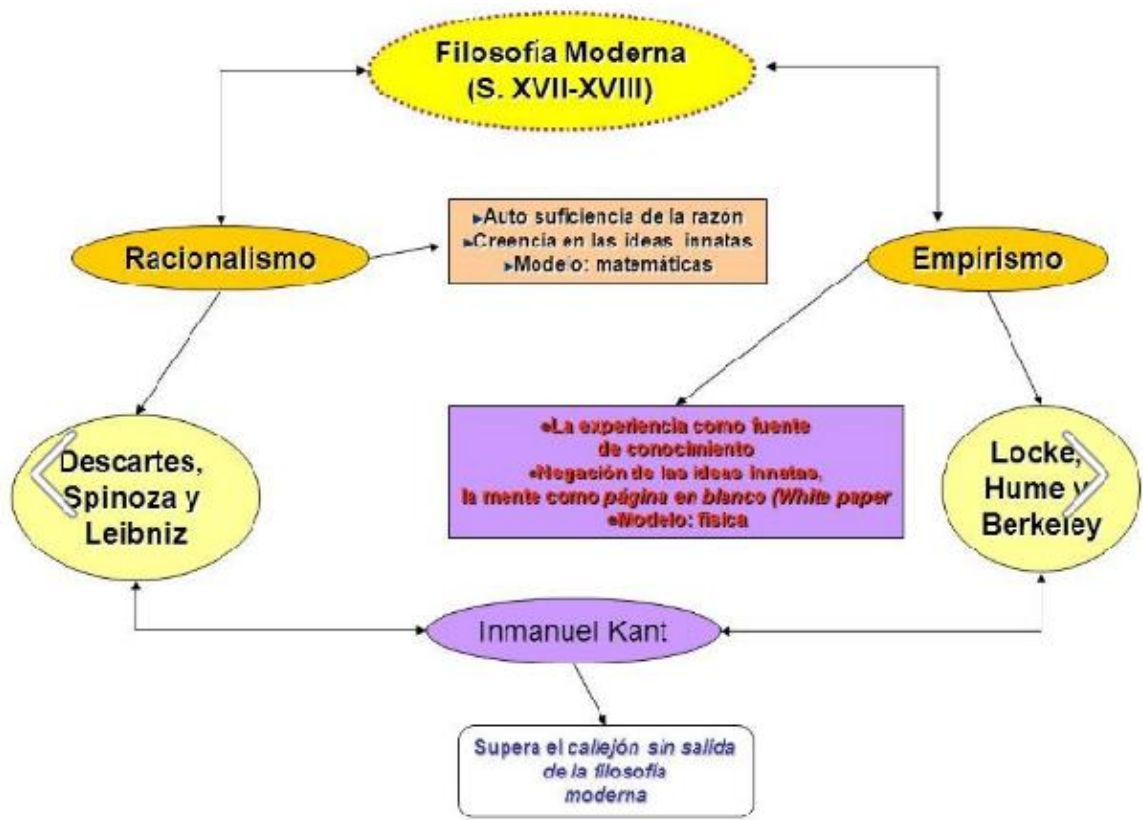 Filosofía Moderna
(S. XVII-XVIII)
▸Auto suficiencia de la razón
▸Creencia en las ideas innatas
▸Modelo: matemáticas
Racionalismo
Empírismo
Descartes,
Spinoza y
Leibniz
•La experiencia como fuente
de conocimiento
•Negación de las ideas innatas,
la mente como página en blanco (White paper
•Modelo: física
Locke,
Hume y
Berkeley
Inmanuel Kant
Supera el callejón sin salida
de la filosofía
moderna